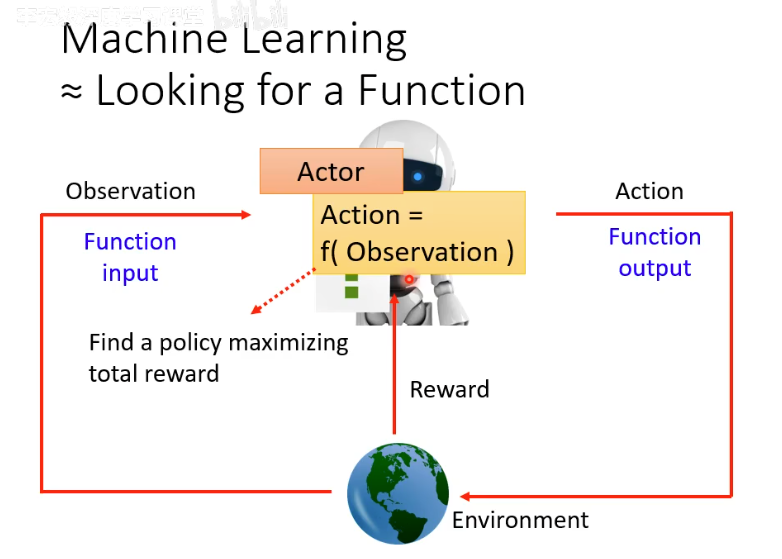 Machine Learning
≈ Looking for a Function
Actor
Observation
Action
Action =
f( Observation )
Function
input
Function
output
Find a policy maximizing
total reward
Reward
Environment